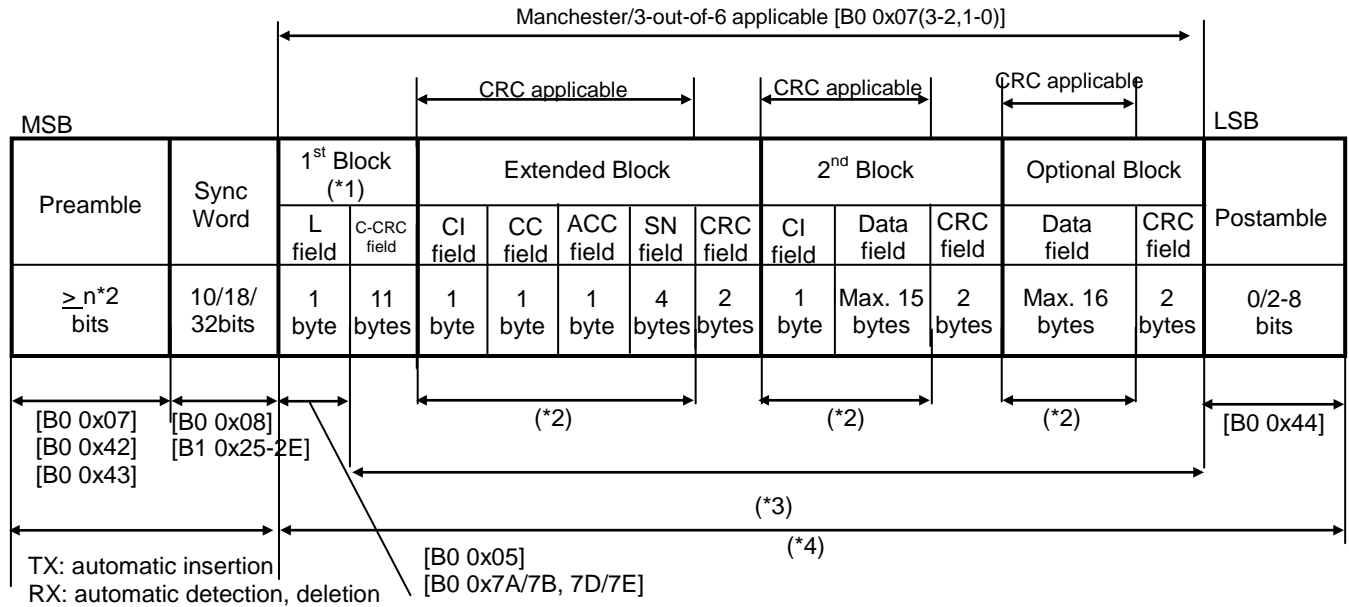 Manchester/3-out-of-6 applicable [B0 0x07(3-2,1-0)]
CRC applicable
CRC applicable
CRC applicable
MSB
LSB
Preamble
Sync
Word
1st Block
(*1)
Extended Block
2nd Block
Optional Block
Postamble
L
field
C-CRC
field
CI
field
CC
field
ACC
field
SN
field
CRC
field
CI
field
Data
field
CRC
field
Data
field
CRC
field
≥ n*2
bits
10/18/
32bits
1
byte
11
bytes
1
byte
1
byte
1
byte
4
bytes
2
bytes
1
byte
Max. 15
bytes
2
bytes
Max. 16
bytes
2
bytes
0/2-8
bits
[B0 0x07]
[B0 0x42]
[B0 0x43]
[B0 0x08]
[B1 0x25-2E]
(*2)
(*2)
(*2)
[B0 0x44]
(*3)
(*4)
TX: automatic insertion
RX: automatic detection, deletion
[B0 0x05]
[B0 0x7A/7B, 7D/7E]